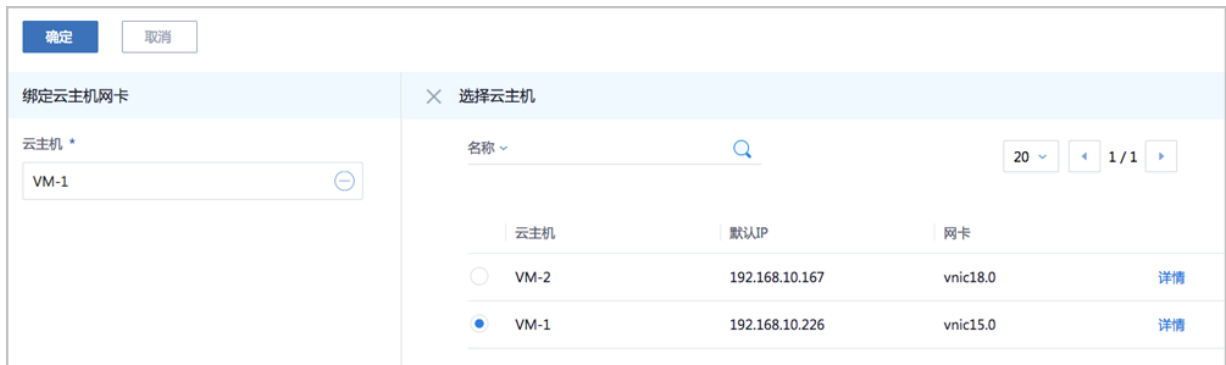 确定 取消
绑定云主机网卡
云主机 *
VM-1
选择云主机
名称
20 1 / 1
云主机 默认IP 网卡
VM-2 192.168.10.167 vnic18.0 详情
VM-1 192.168.10.226 vnic15.0 详情